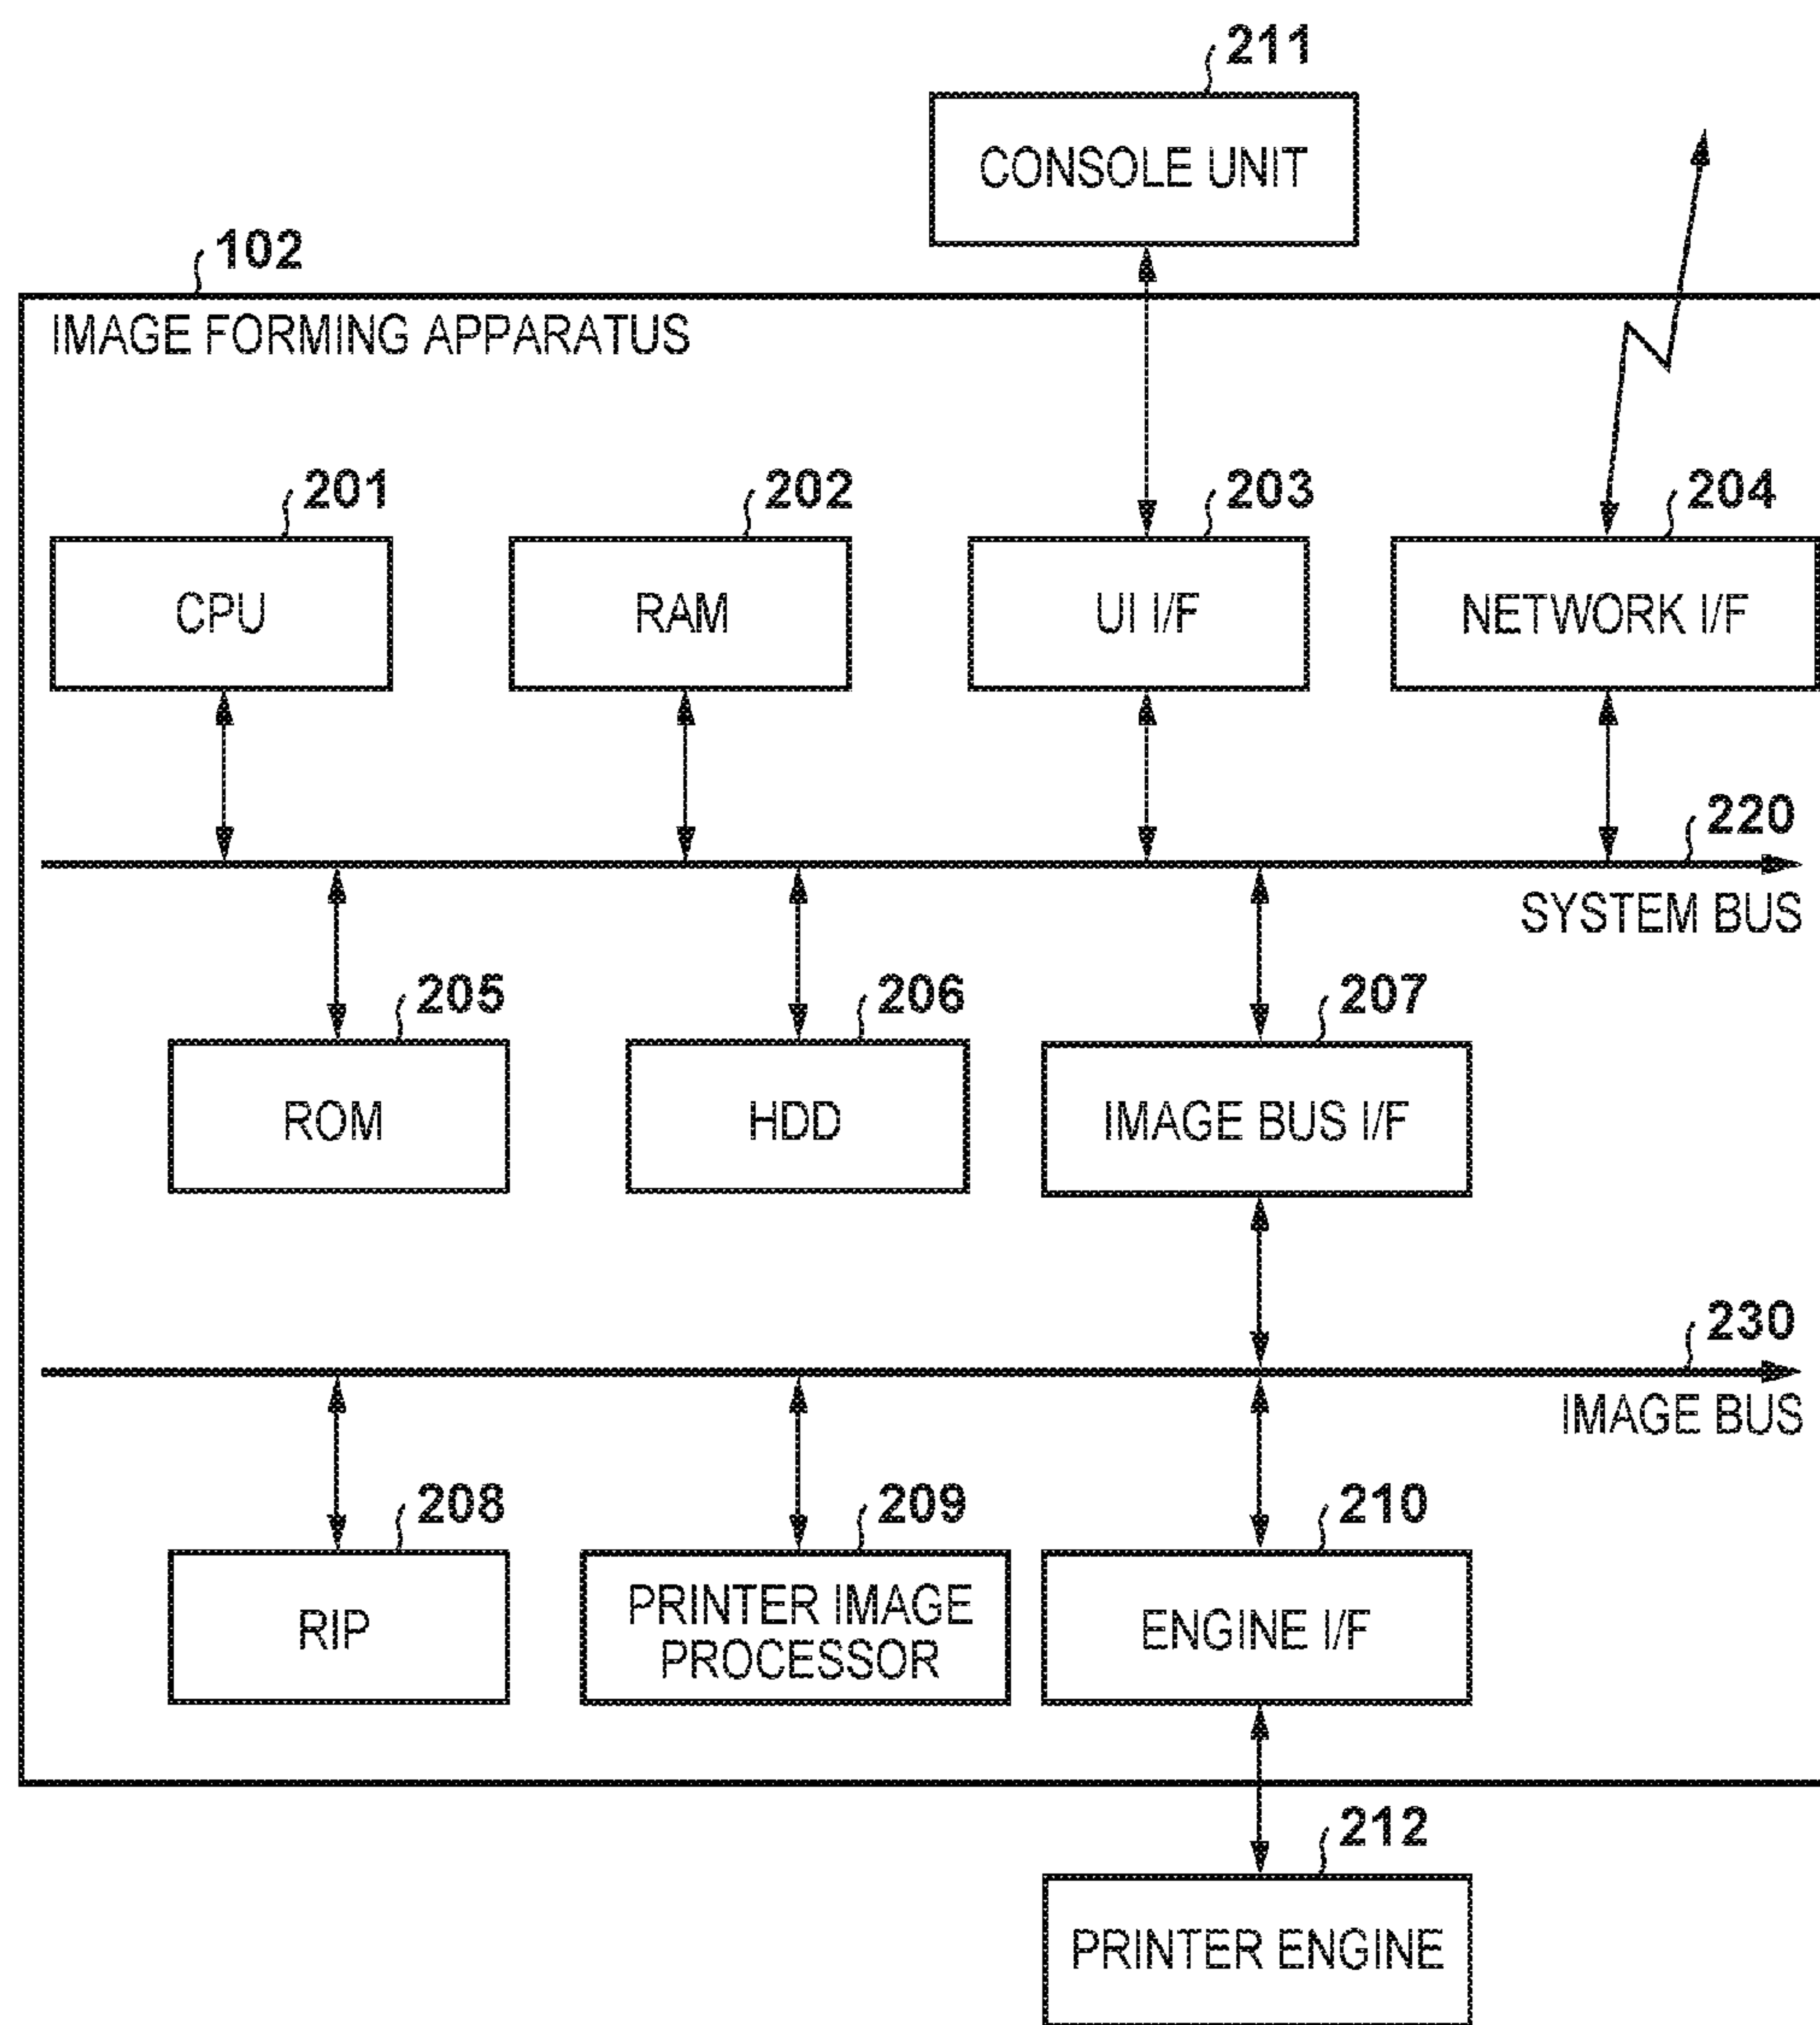 211
CONSOLE UNIT
102
IMAGE FORMING APPARATUS
201
202
203
204
CPU
RAM
UI I/F
NETWORK I/F
220
SYSTEM BUS
205
206
207
ROM
HDD
IMAGE BUS I/F
230
IMAGE BUS
208
209
210
RIP
PRINTER IMAGE
PROCESSOR
ENGINE I/F
212
PRINTER ENGINE